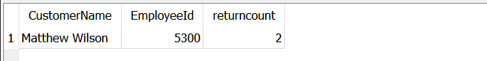 CustomerName EmployeeId returncount
1 Matthew Wilson 5300 2